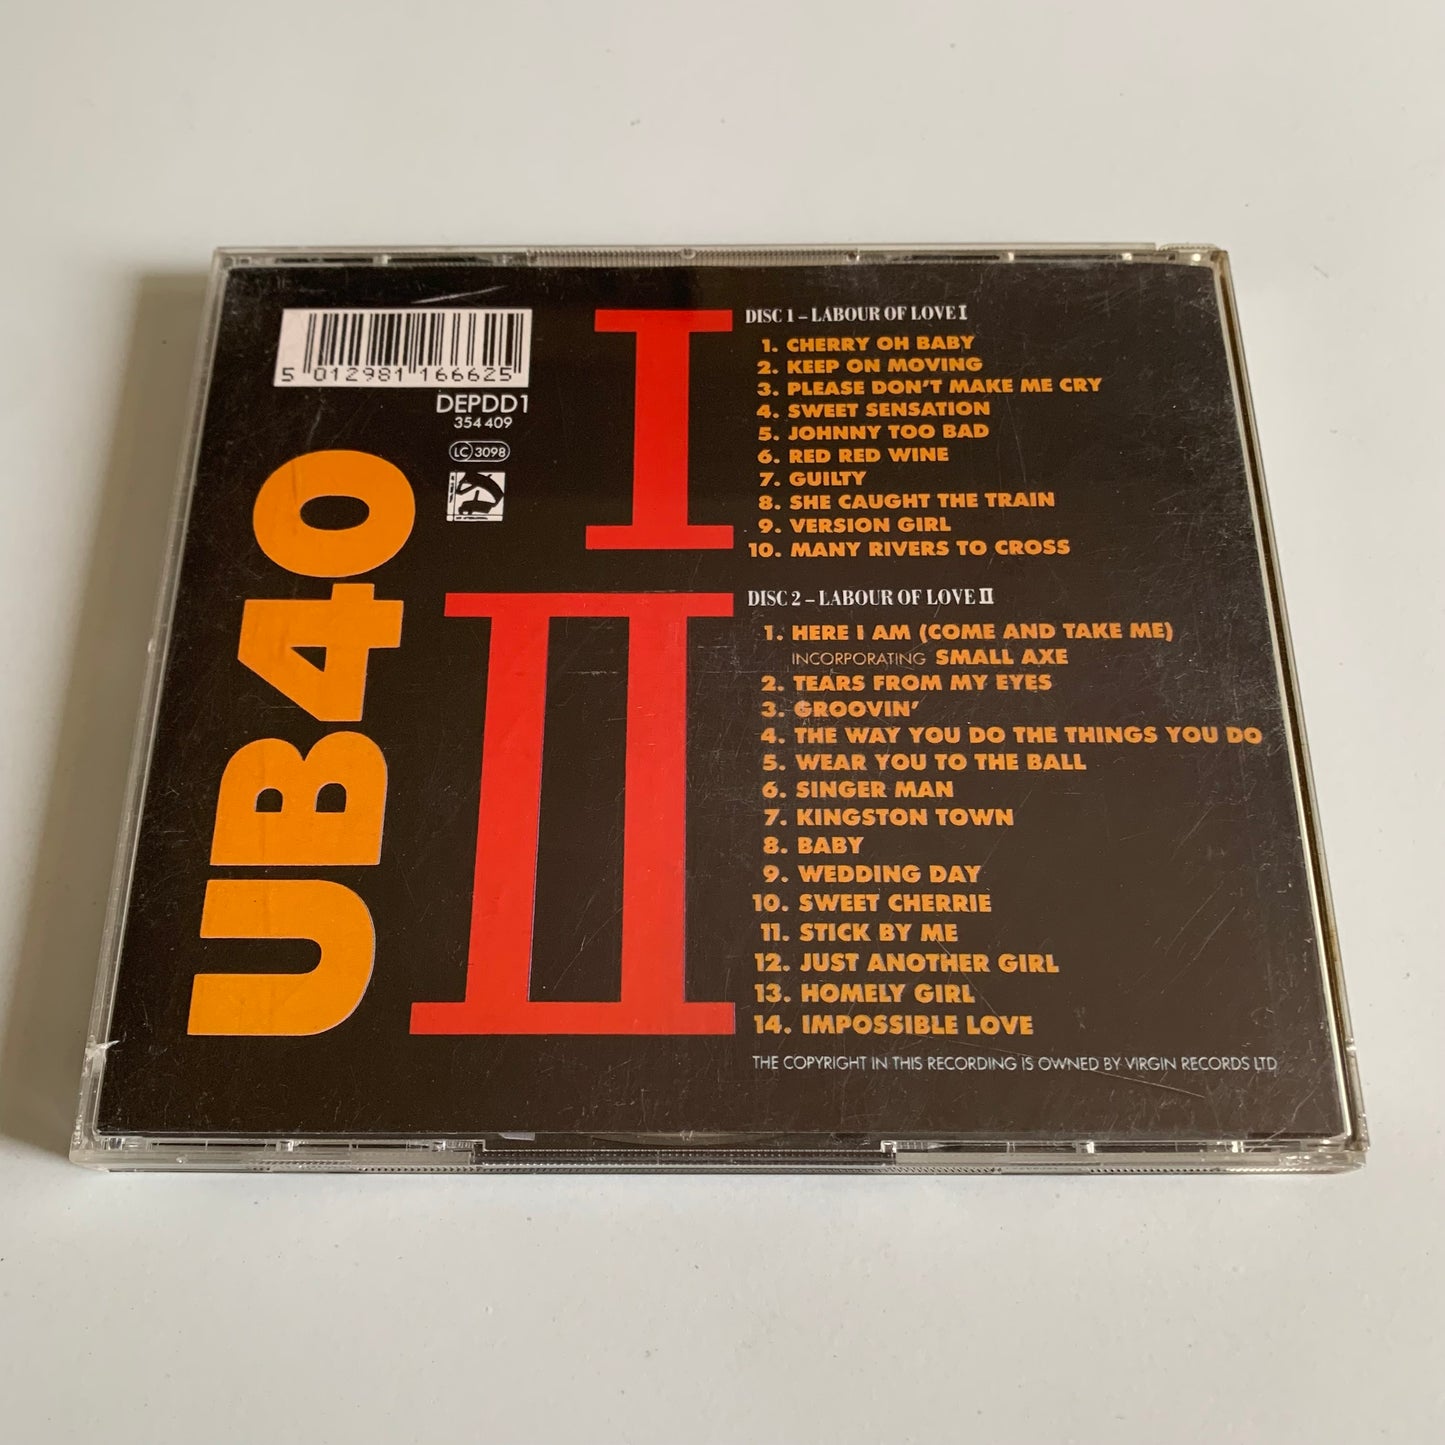 5 012981 166625
DEPDD1
354 409
LC 3098
UB40
I
II
DISC 1 – LABOUR OF LOVE I
1. CHERRY OH BABY
2. KEEP ON MOVING
3. PLEASE DON'T MAKE ME CRY
4. SWEET SENSATION
5. JOHNNY TOO BAD
6. RED RED WINE
7. GUILTY
8. SHE CAUGHT THE TRAIN
9. VERSION GIRL
10. MANY RIVERS TO CROSS
DISC 2 – LABOUR OF LOVE II
1. HERE I AM (COME AND TAKE ME)
INCORPORATING SMALL AXE
2. TEARS FROM MY EYES
3. GROOVIN'
4. THE WAY YOU DO THE THINGS YOU DO
5. WEAR YOU TO THE BALL
6. SINGER MAN
7. KINGSTON TOWN
8. BABY
9. WEDDING DAY
10. SWEET CHERRIE
11. STICK BY ME
12. JUST ANOTHER GIRL
13. HOMELY GIRL
14. IMPOSSIBLE LOVE
THE COPYRIGHT IN THIS RECORDING IS OWNED BY VIRGIN RECORDS LTD